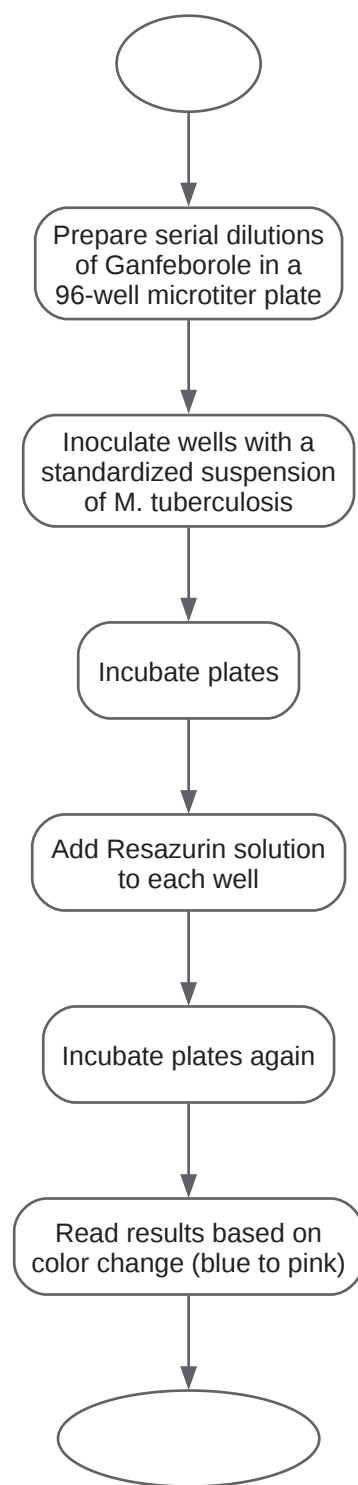 Prepare serial dilutions
of Ganfeborole in a
96-well microtiter plate
Inoculate wells with a
standardized suspension
of M. tuberculosis
Incubate plates
Add Resazurin solution
to each well
Incubate plates again
Read results based on
color change (blue to pink)